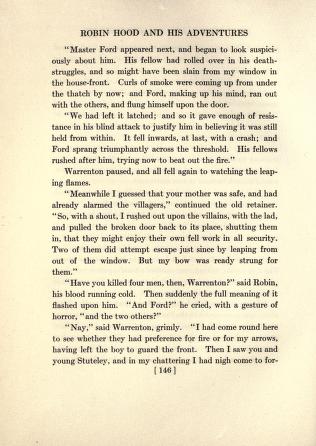 ROBIN HOOD AND HIS ADVENTURES
"Master Ford appeared next, and began to look suspici-
ously about him. His fellow had rolled over in his death-
struggles, and so might have been slain from my window in
the house-front. Curls of smoke were coming up from under
the thatch by now; and Ford, making up his mind, ran out
with the others, and flung himself upon the door.
"We had left it latched; and so it gave enough of resist-
ance in his blind attack to justify him in believing it was still
held from within. It fell inwards, at last, with a crash; and
Ford sprang triumphantly across the threshold. His fellows
rushed after him, trying now to beat out the fire."
Warrenton paused, and all fell again to watching the leap-
ing flames.
"Meanwhile I guessed that your mother was safe, and had
already alarmed the villagers," continued the old retainer.
"So, with a shout, I rushed out upon the villains, with the lad,
and pulled the broken door back to its place, shutting them
in, that they might enjoy their own fell work in all security.
Two of them did attempt escape just since by leaping from
out of the window. But my bow was ready strung for
them."
"Have you killed four men, then, Warrenton?" said Robin,
his blood running cold. Then suddenly the full meaning of it
flashed upon him. "And Ford?" he cried, with a gesture of
horror, "and the two others?"
"Nay," said Warrenton, grimly. "I had come round here
to see whether they had preference for fire or for my arrows,
having left the boy to guard the front. Then I saw you and
young Stuteley, and in my chattering I had nigh come to for-
[ 146 ]